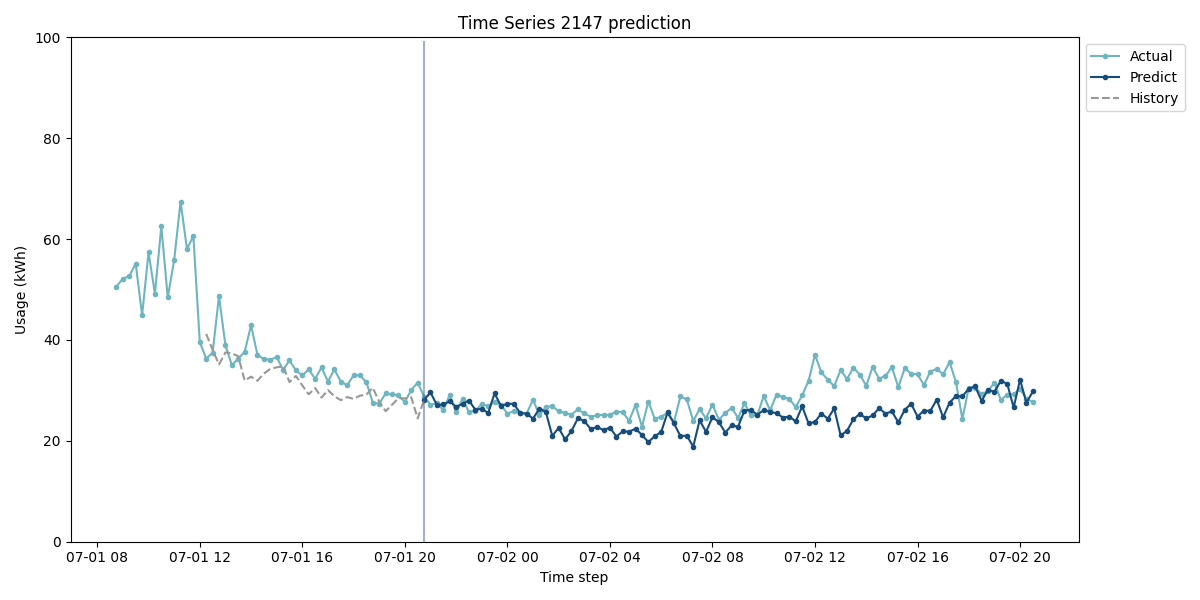 Time Series 2147 prediction
100
80
60
40
20
0
Usage (kWh)
07-01 08 07-01 12 07-01 16 07-01 20 07-02 00 07-02 04 07-02 08 07-02 12 07-02 16 07-02 20
Time step
Actual
Predict
History